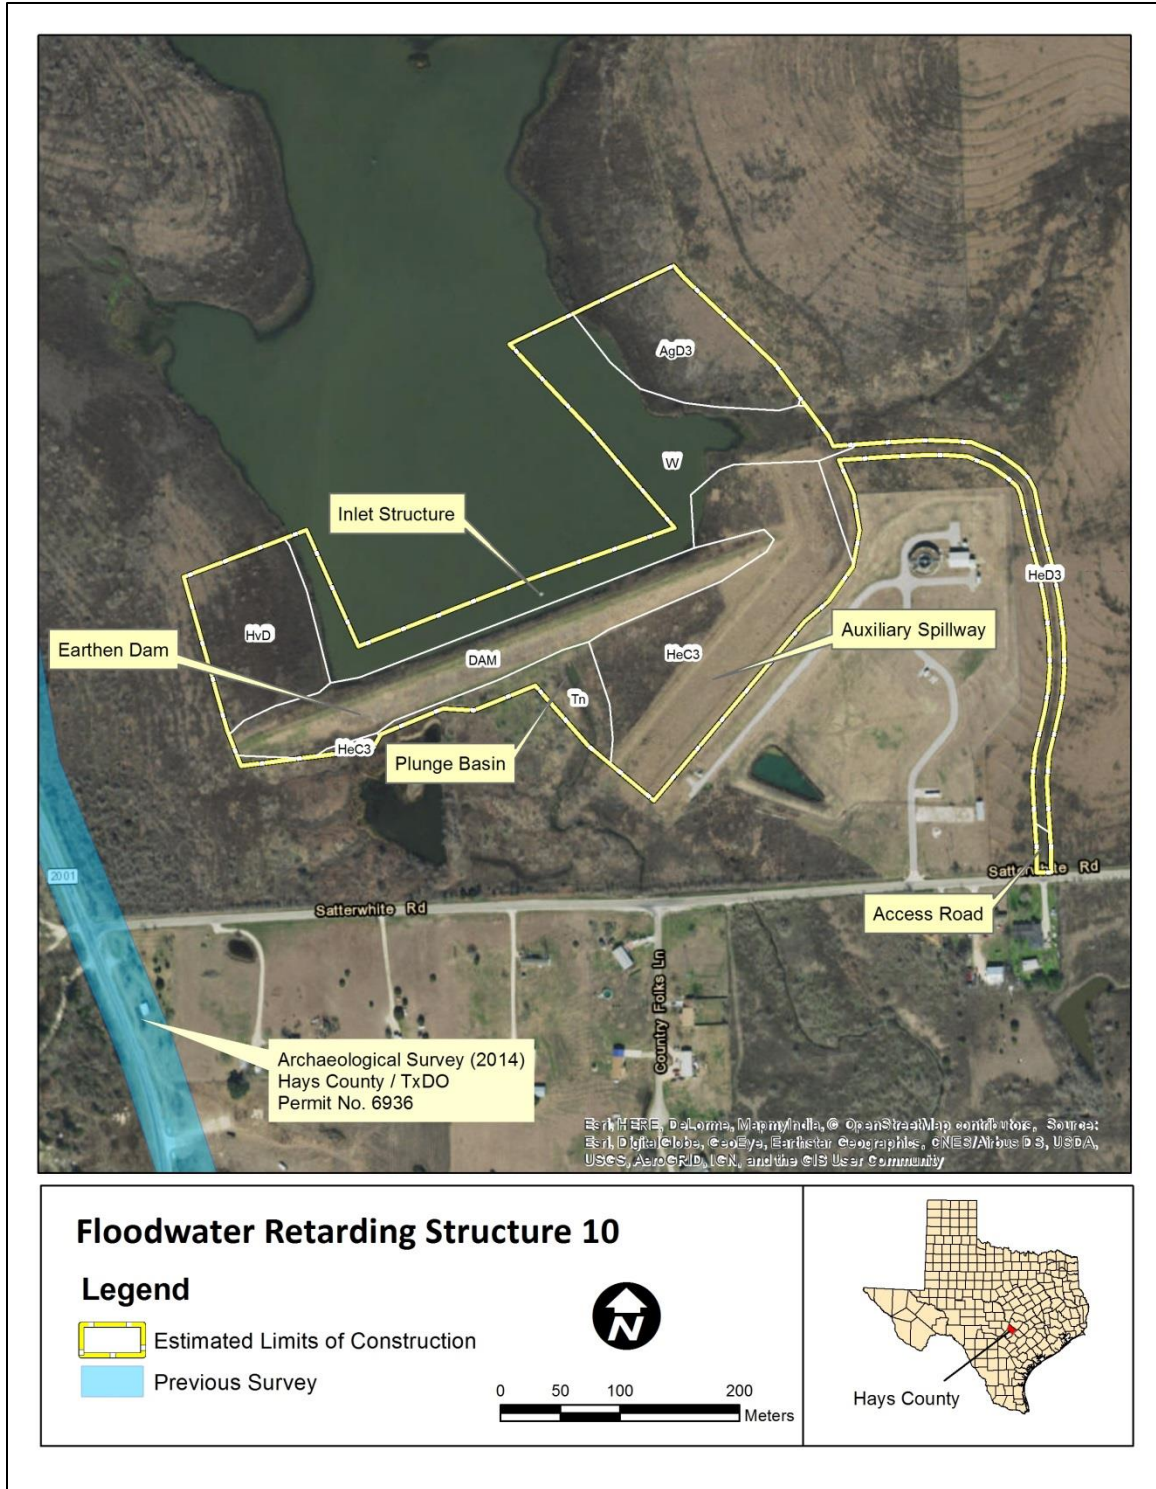 AgD3
W
Inlet Structure
HeD3
HvD
Earthen Dam
DAM
HeC3
Auxiliary Spillway
Tn
HeC3
Plunge Basin
2001
Satterwhite Rd
Satterwhite Rd
Access Road
Country Folks Ln
Archaeological Survey (2014)
Hays County / TxDO
Permit No. 6936
Esri, HERE, DeLorme, MapmyIndia, © OpenStreetMap contributors, Source:
Esri, DigitalGlobe, GeoEye, Earthstar Geographics, CNES/Airbus DS, USDA,
USGS, AeroGRID, IGN, and the GIS User Community
Floodwater Retarding Structure 10
Legend
Estimated Limits of Construction
Previous Survey
N
0 50 100 200
Meters
Hays County